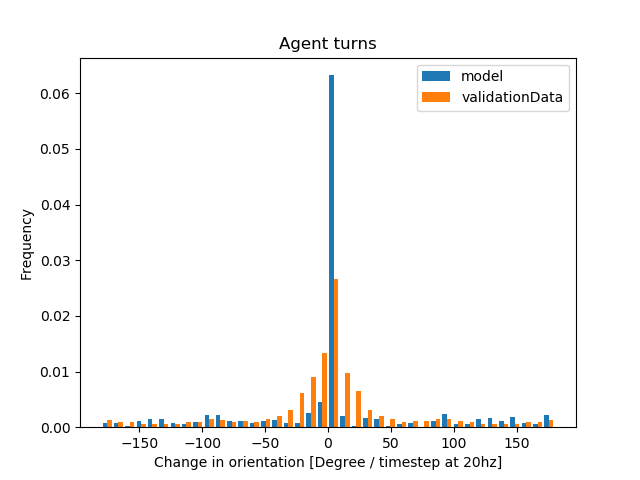 Agent turns
model
validationData
0.06
0.05
0.04
0.03
0.02
0.01
0.00
Frequency
−150
−100
−50
0
50
100
150
Change in orientation [Degree / timestep at 20hz]